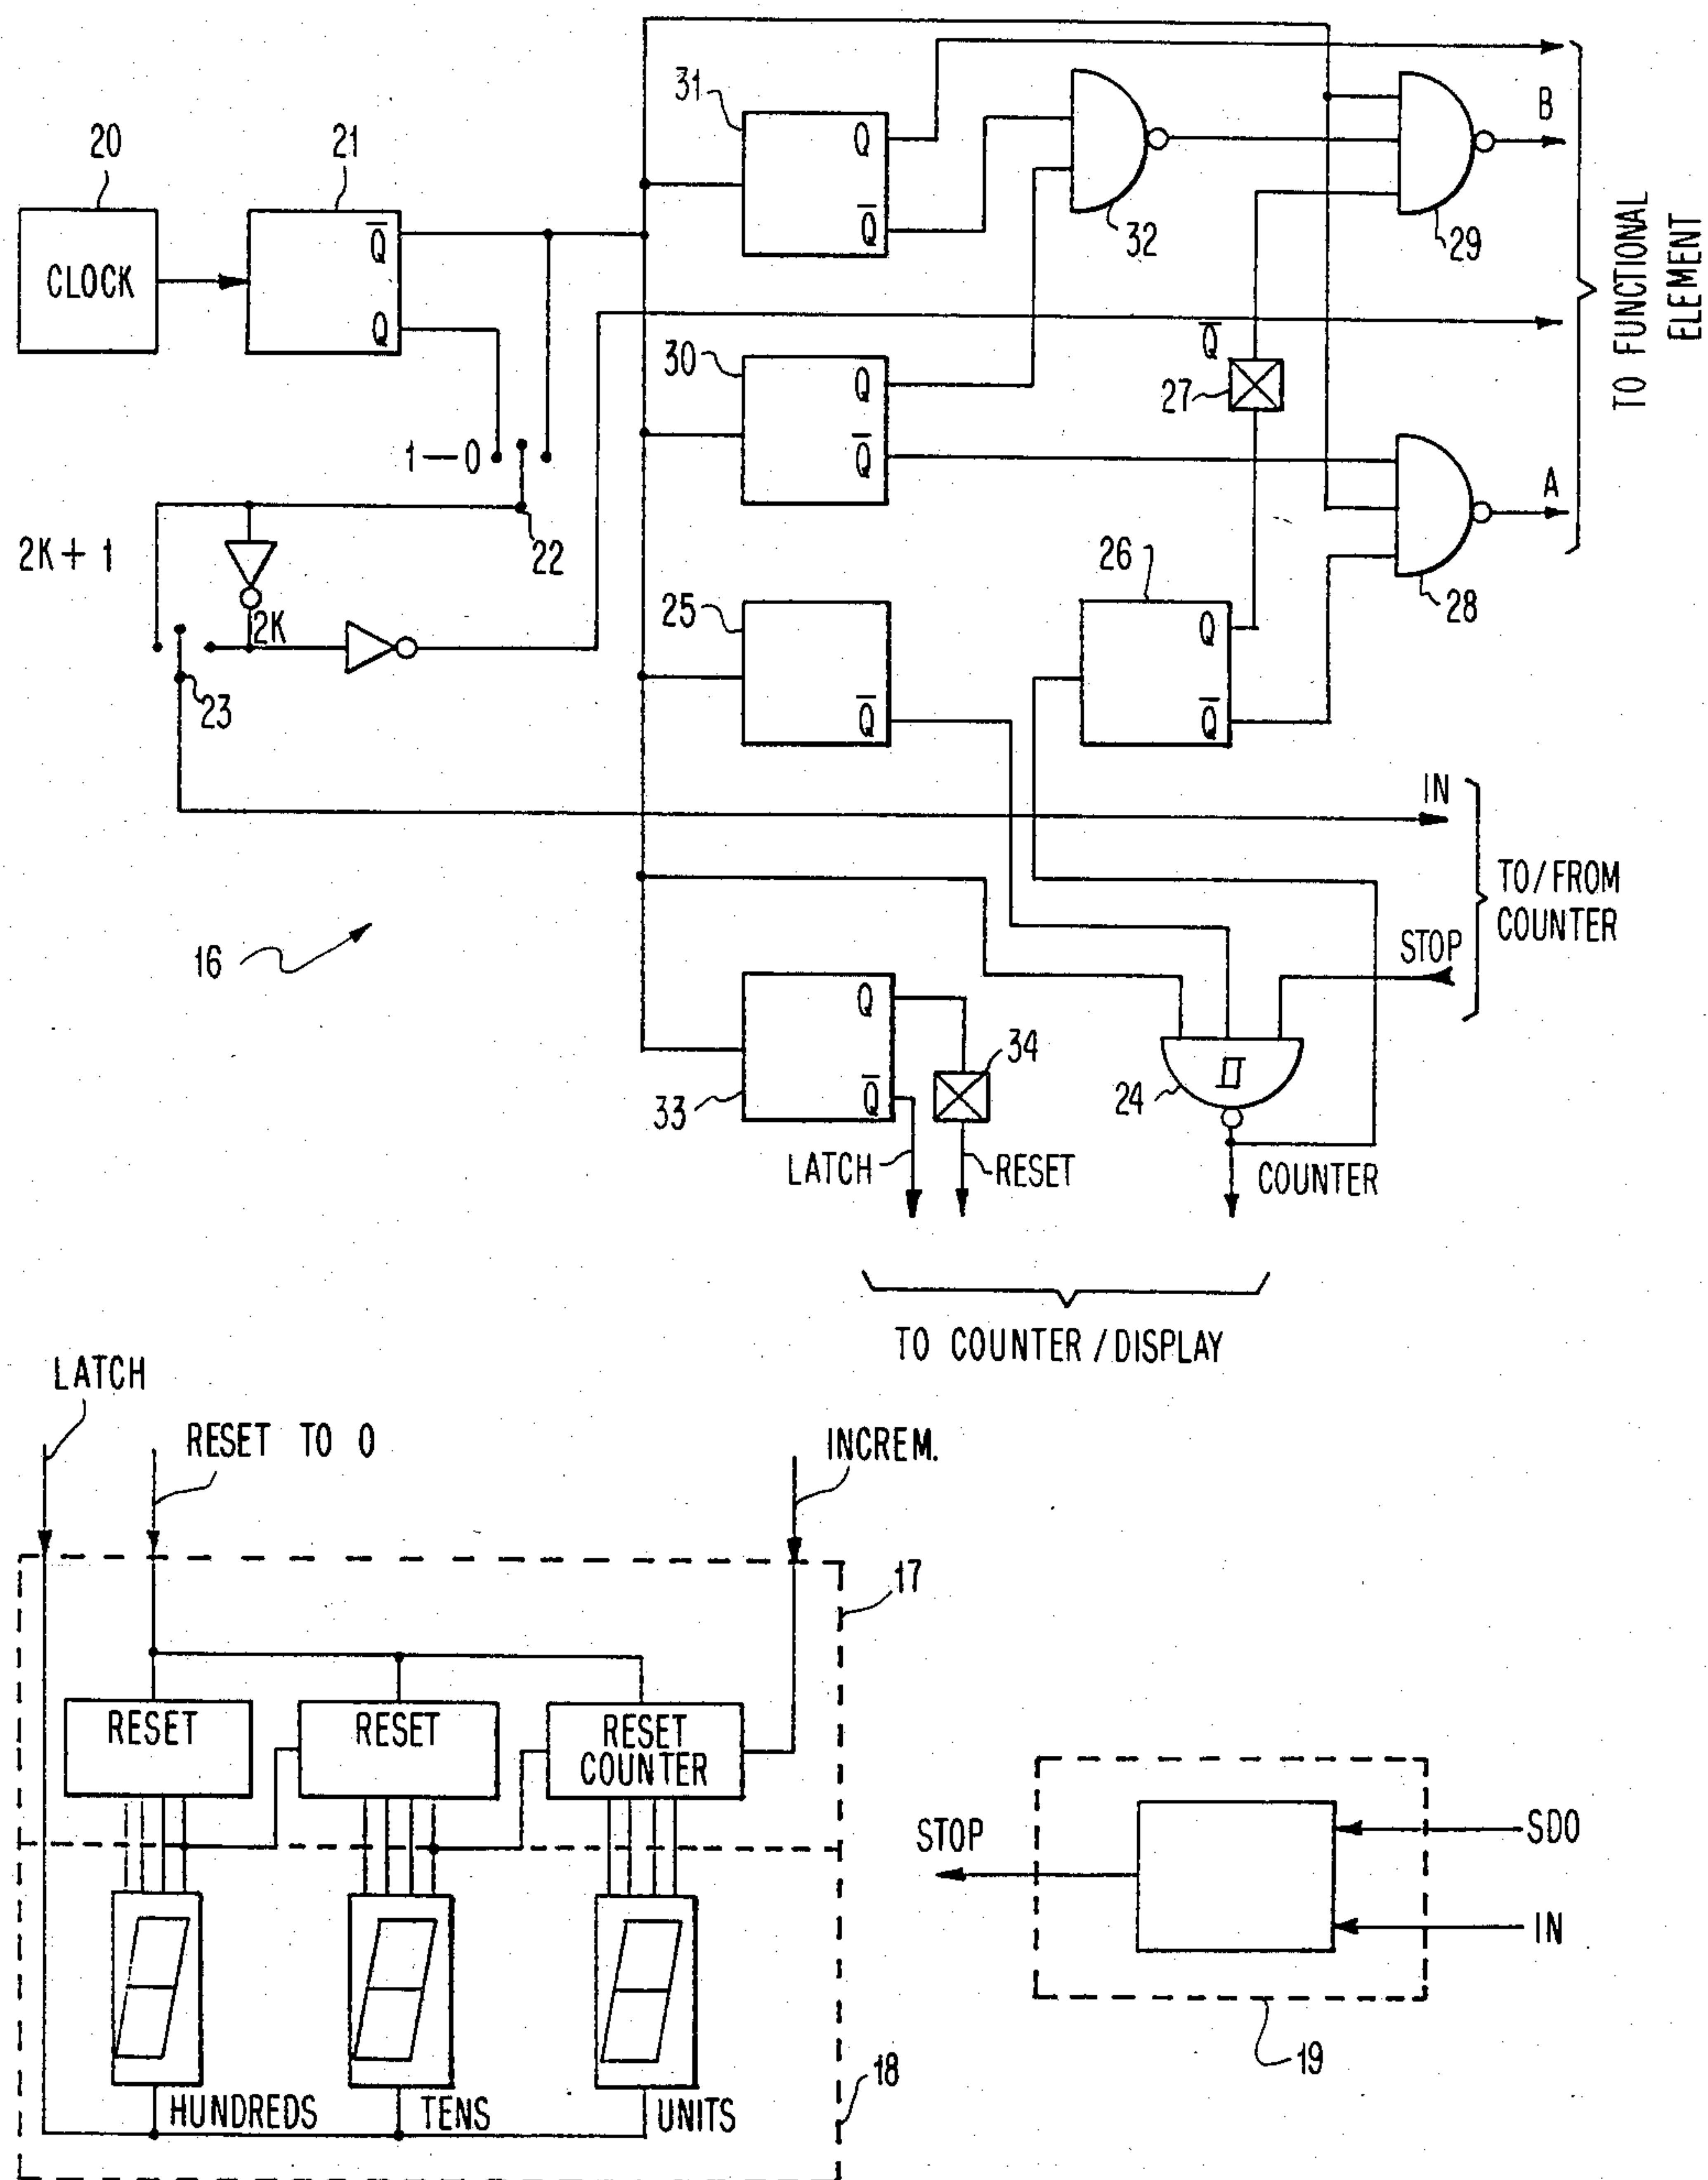 20
CLOCK
21
Q̅
Q
1—0
22
2K + 1
2K
23
16
31
Q
Q̅
32
B
29
30
Q
Q̅
Q̅
27
A
28
TO FUNCTIONAL
ELEMENT
25
Q̅
26
Q
Q̅
IN
TO/FROM
COUNTER
STOP
33
Q
Q̅
34
24
LATCH
RESET
COUNTER
TO COUNTER / DISPLAY
LATCH
RESET TO 0
INCREM.
17
RESET
RESET
RESET
COUNTER
HUNDREDS
TENS
UNITS
18
STOP
SDO
IN
19